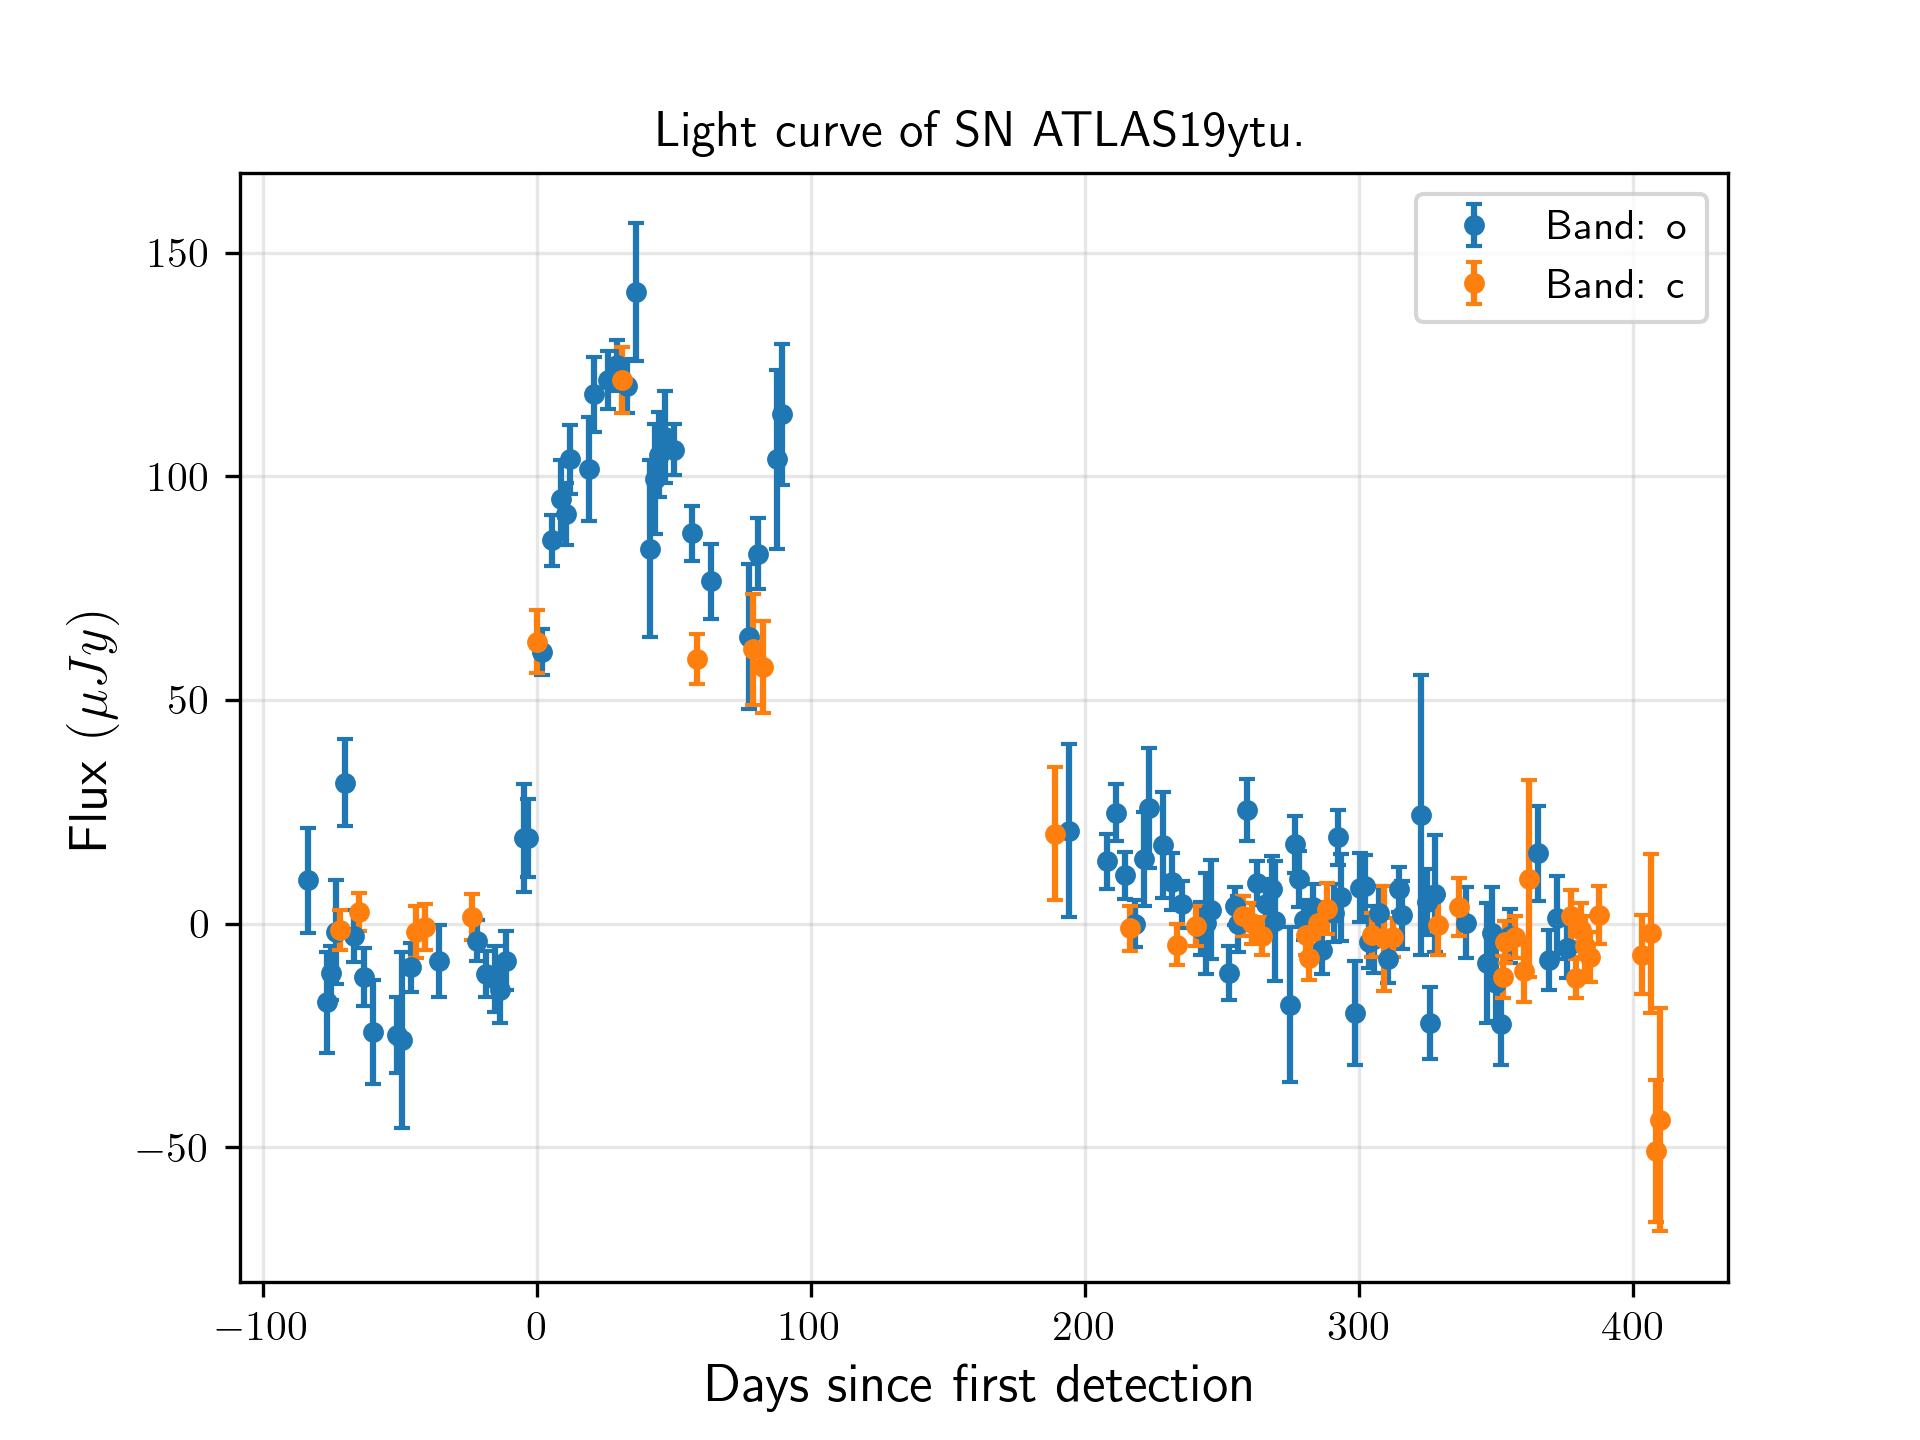 Light curve of SN ATLAS19ytu.
Band: o
Band: c
150
100
50
0
−50
Flux (μJy)
−100 0 100 200 300 400
Days since first detection